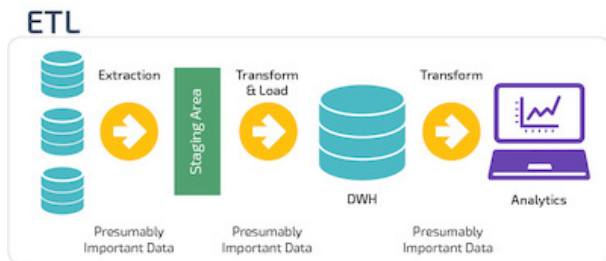 ETL
Extraction
Staging Area
Transform
& Load
DWH
Transform
Analytics
Presumably
Important Data
Presumably
Important Data
Presumably
Important Data